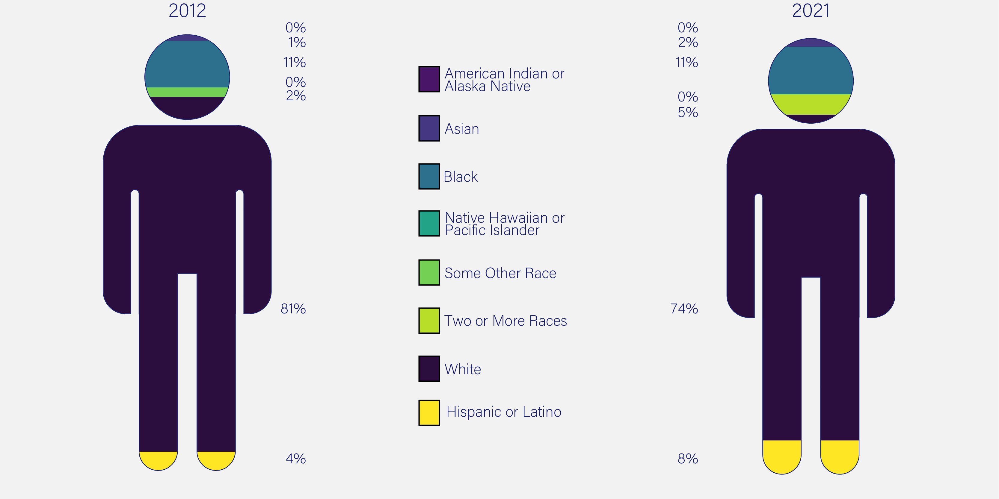 2012
0%
1%
11%
0%
2%
81%
4%
American Indian or
Alaska Native
Asian
Black
Native Hawaiian or
Pacific Islander
Some Other Race
Two or More Races
White
Hispanic or Latino
2021
0%
2%
11%
0%
5%
74%
8%